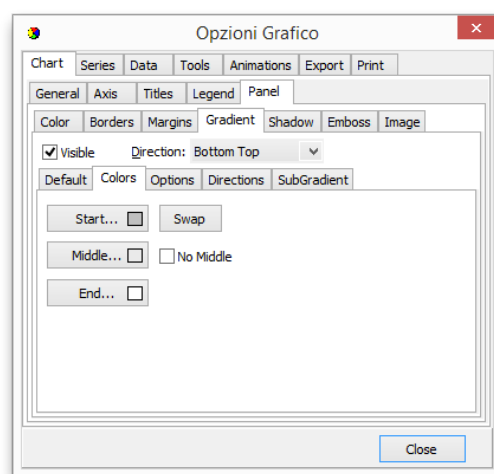 Opzioni Grafico
Chart Series Data Tools Animations Export Print
General Axis Titles Legend Panel
Color Borders Margins Gradient Shadow Emboss Image
Visible Direction: Bottom Top
Default Colors Options Directions SubGradient
Start... Swap
Middle... No Middle
End...
Close